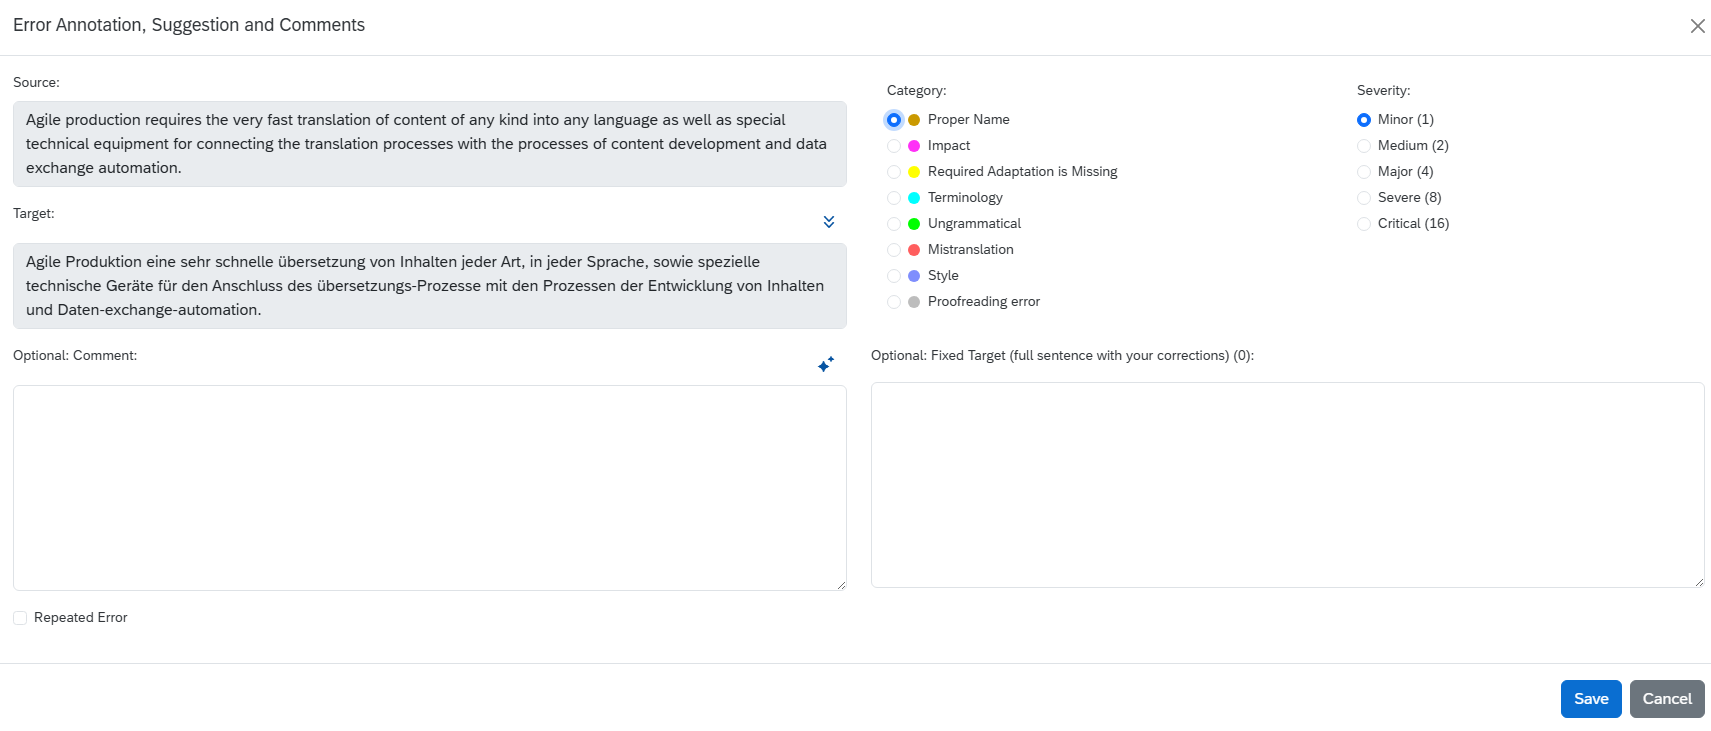 Error Annotation, Suggestion and Comments
Source:
Agile production requires the very fast translation of content of any kind into any language as well as special
technical equipment for connecting the translation processes with the processes of content development and data
exchange automation.
Target:
Agile Produktion eine sehr schnelle übersetzung von Inhalten jeder Art, in jeder Sprache, sowie spezielle
technische Geräte für den Anschluss des übersetzungs-Prozesse mit den Prozessen der Entwicklung von Inhalten
und Daten-exchange-automation.
Optional: Comment:
Repeated Error
Category:
Proper Name
Impact
Required Adaptation is Missing
Terminology
Ungrammatical
Mistranslation
Style
Proofreading error
Severity:
Minor (1)
Medium (2)
Major (4)
Severe (8)
Critical (16)
Optional: Fixed Target (full sentence with your corrections) (0):
Save
Cancel